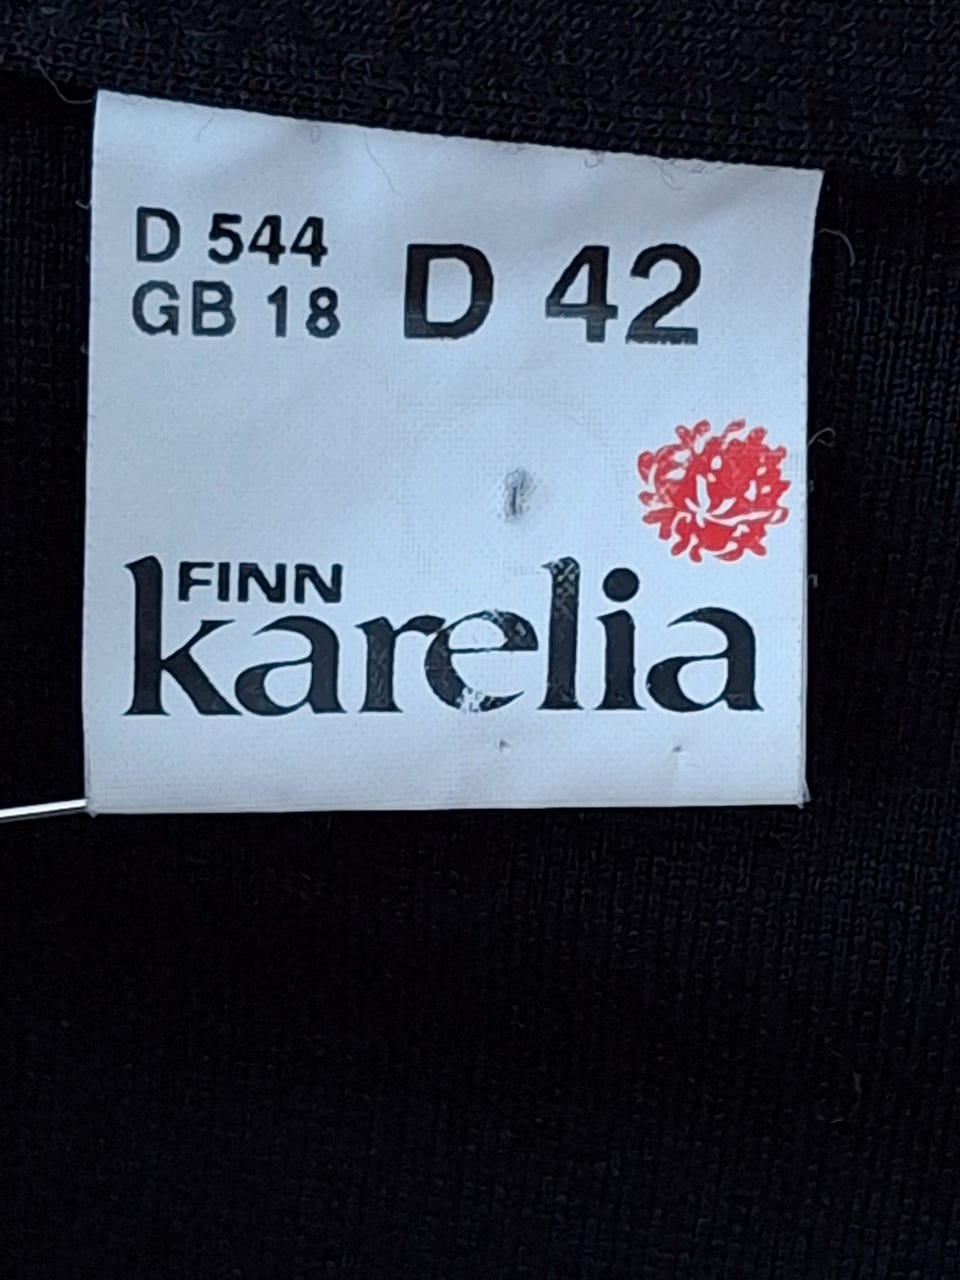 D 544
GB 18
D 42
FINN
karelia